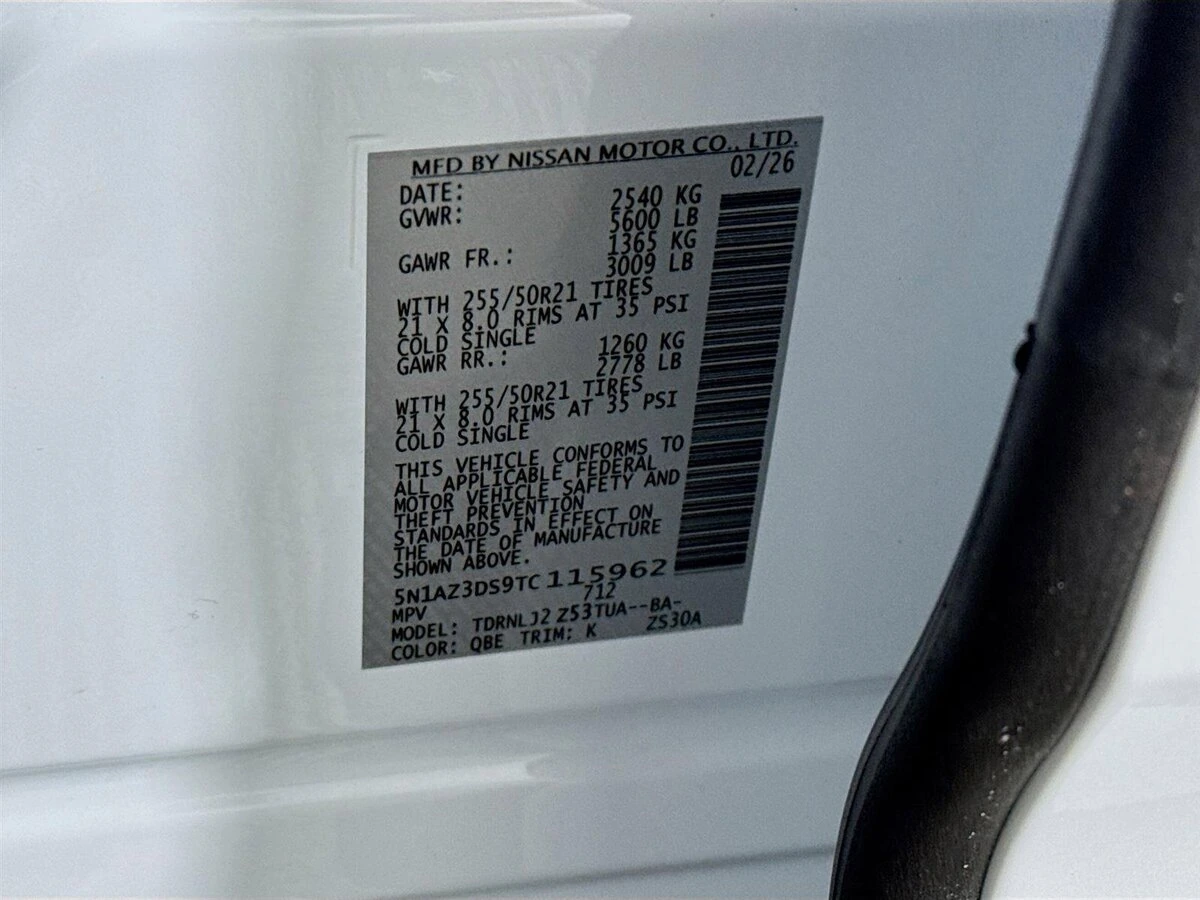 MFD BY NISSAN MOTOR CO., LTD.
DATE: 02/26
GVWR: 2540 KG
5600 LB
1365 KG
GAWR FR.: 3009 LB
WITH 255/50R21 TIRES
21 X 8.0 RIMS AT 35 PSI
COLD SINGLE
GAWR RR.: 1260 KG
2778 LB
WITH 255/50R21 TIRES
21 X 8.0 RIMS AT 35 PSI
COLD SINGLE
THIS VEHICLE CONFORMS TO
ALL APPLICABLE FEDERAL
MOTOR VEHICLE SAFETY AND
THEFT PREVENTION
STANDARDS IN EFFECT ON
THE DATE OF MANUFACTURE
SHOWN ABOVE.
5N1AZ3DS9TC115962
MPV 712
MODEL: TDRNLJ2 Z53TUA--BA-
COLOR: QBE TRIM: K ZS30A